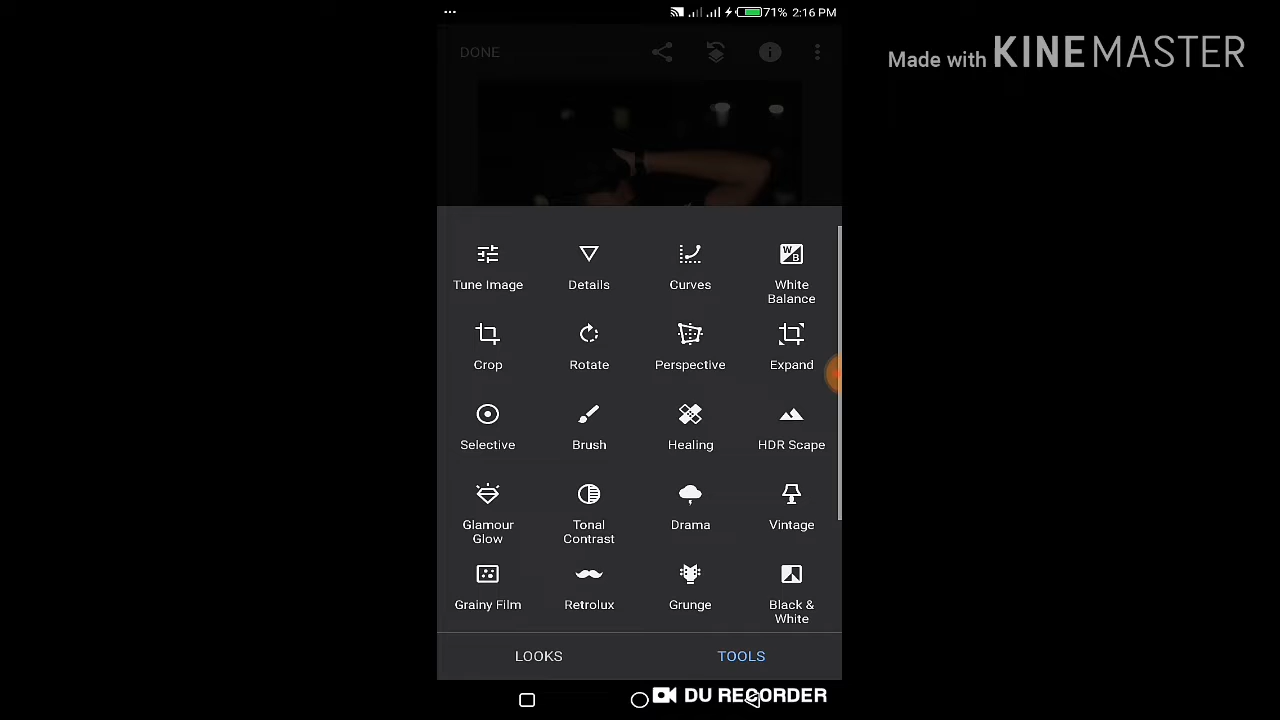 71% 2:16 PM
Made with KINEMASTER
DONE
Tune Image
Details
Curves
White
Balance
Crop
Rotate
Perspective
Expand
Selective
Brush
Healing
HDR Scape
Glamour
Glow
Tonal
Contrast
Drama
Vintage
Grainy Film
Retrolux
Grunge
Black &
White
LOOKS
TOOLS
DU RECORDER